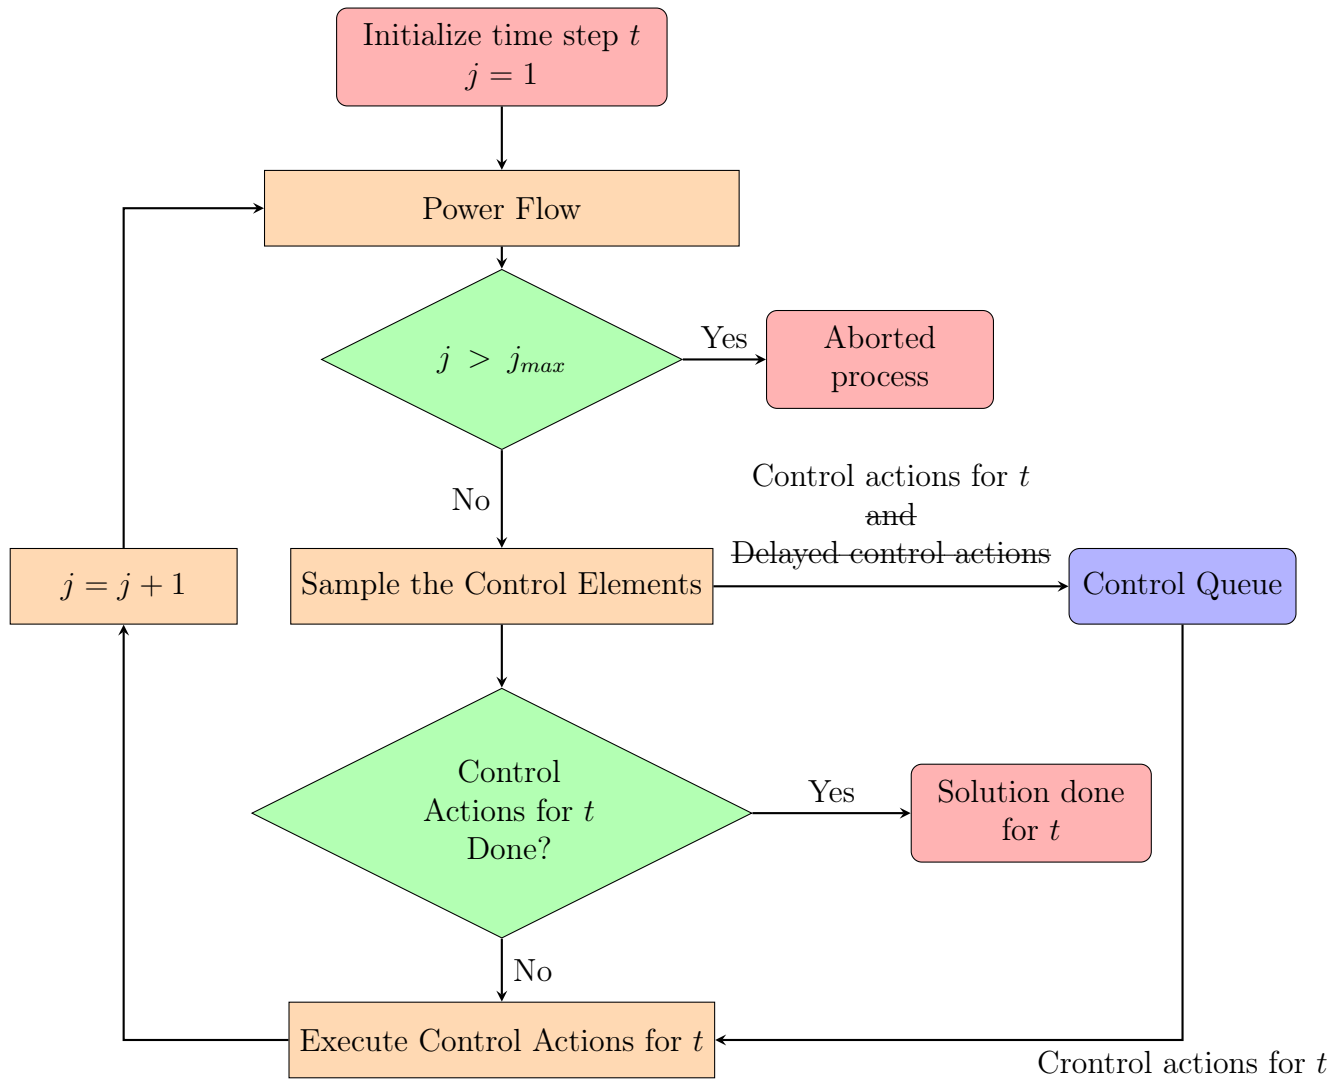 Initialize time step t
j = 1
Power Flow
j > j_max
Yes
Aborted
process
No
Control actions for t
and
Delayed control actions
j = j + 1
Sample the Control Elements
Control Queue
Control
Actions for t
Done?
Yes
Solution done
for t
No
Execute Control Actions for t
Crontrol actions for t